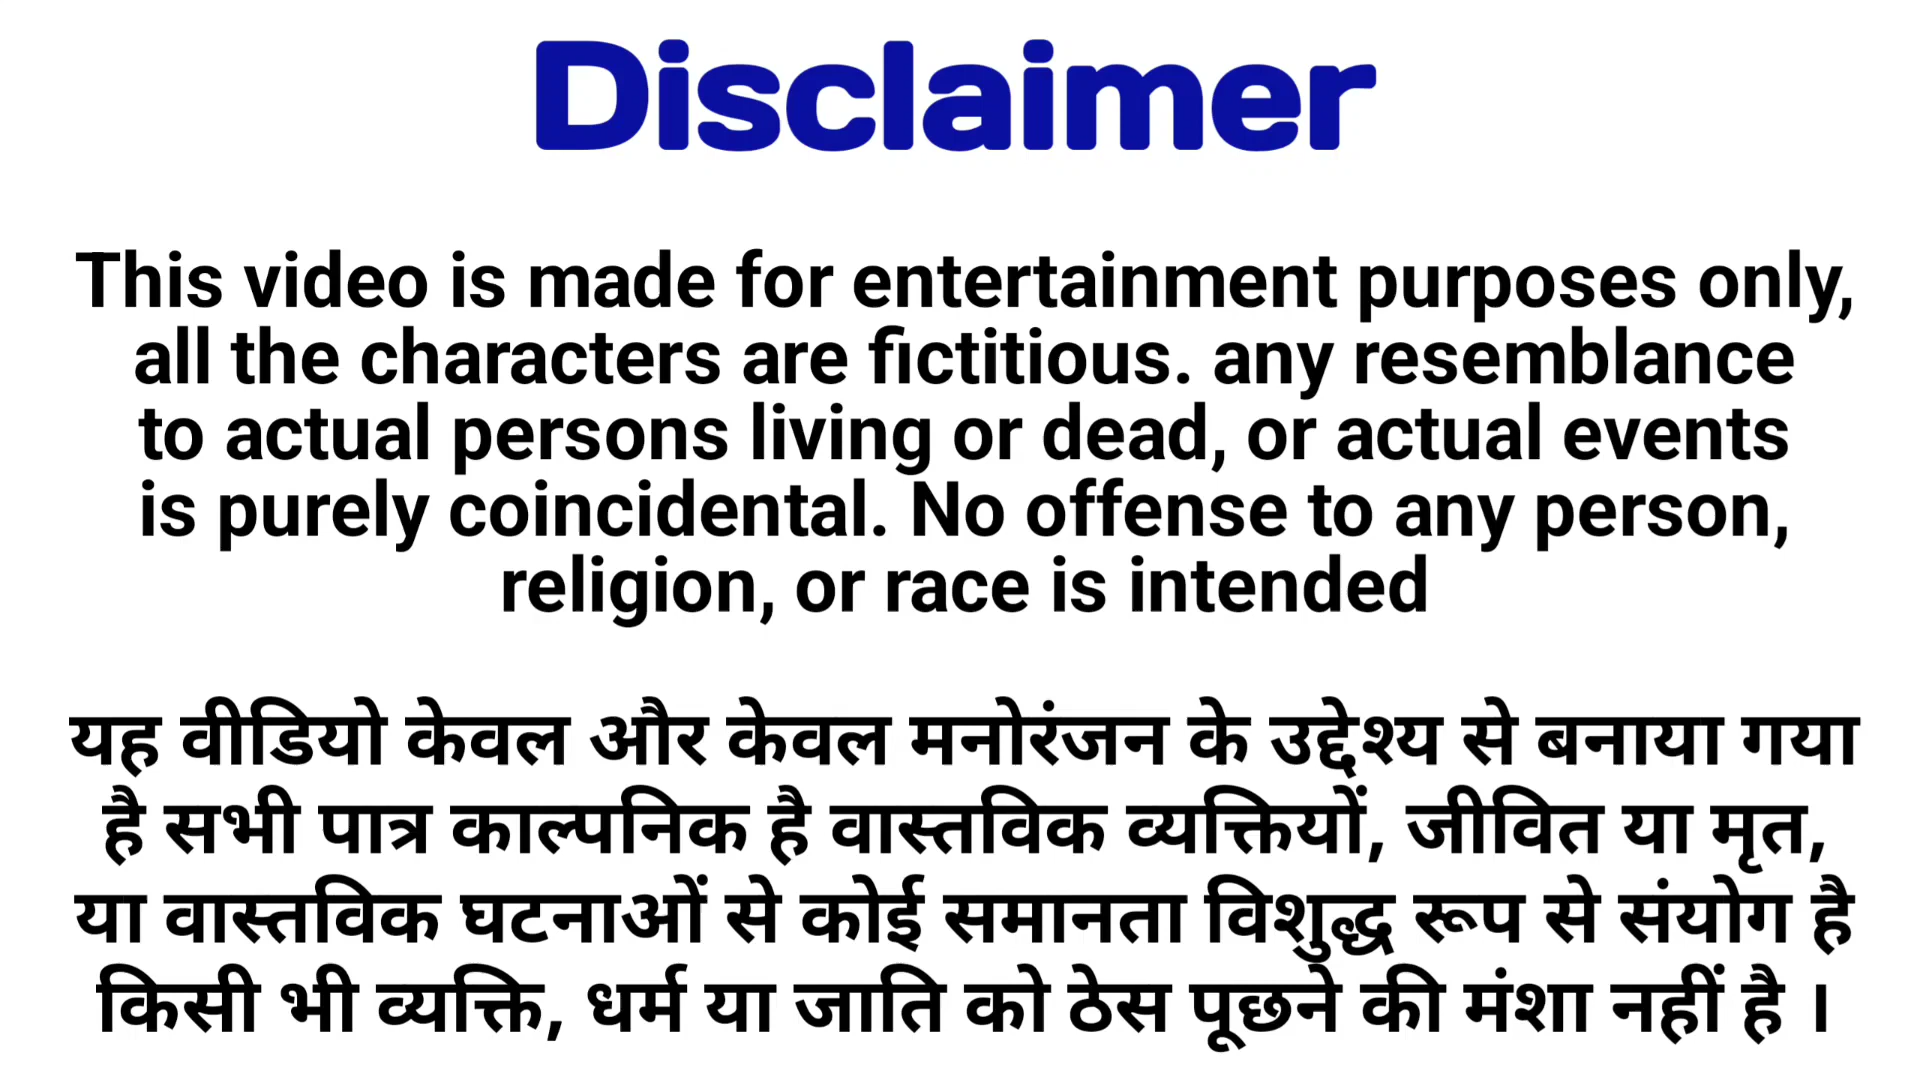 Disclaimer
This video is made for entertainment purposes only,
all the characters are fictitious. any resemblance
to actual persons living or dead, or actual events
is purely coincidental. No offense to any person,
religion, or race is intended
यह वीडियो केवल और केवल मनोरंजन के उद्देश्य से बनाया गया
है सभी पात्र काल्पनिक है वास्तविक व्यक्तियों, जीवित या मृत,
या वास्तविक घटनाओं से कोई समानता विशुद्ध रूप से संयोग है
किसी भी व्यक्ति, धर्म या जाति को ठेस पूछने की मंशा नहीं है ।